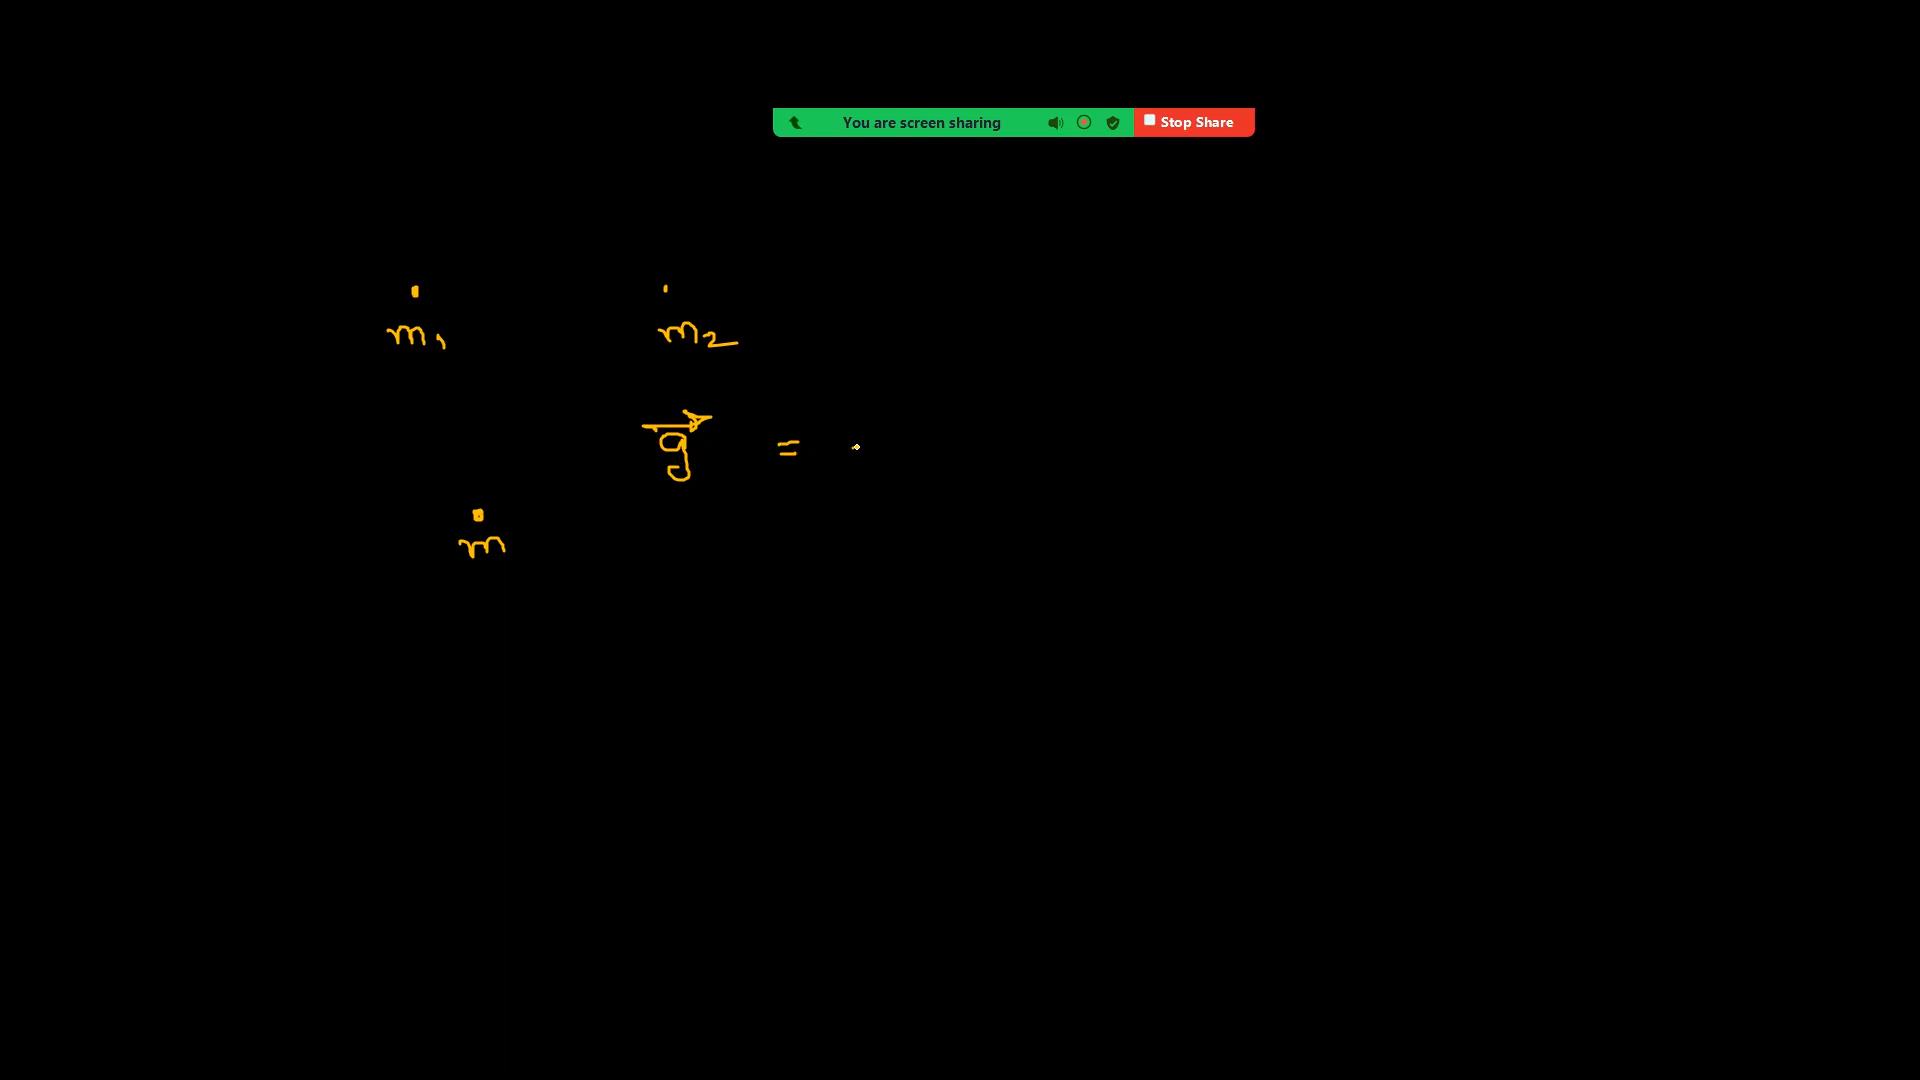 You are screen sharing Stop Share
m₁ m₂
g⃗ =
m